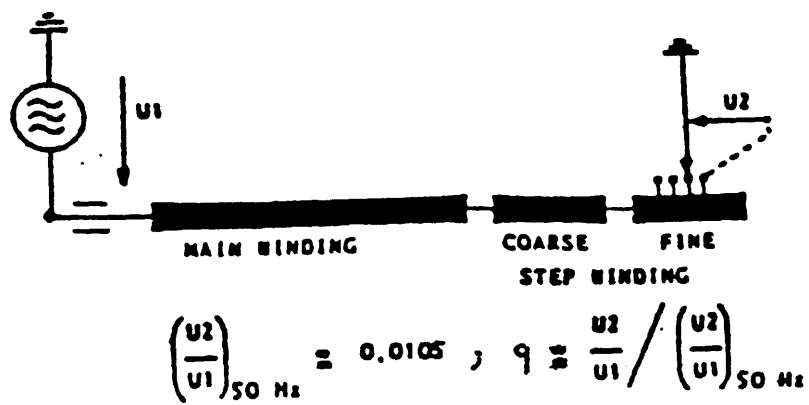 U1
U2
MAIN WINDING
COARSE
FINE
STEP WINDING
(U2/U1)50 Hz = 0.0105 ; q = U2/U1 / (U2/U1)50 Hz